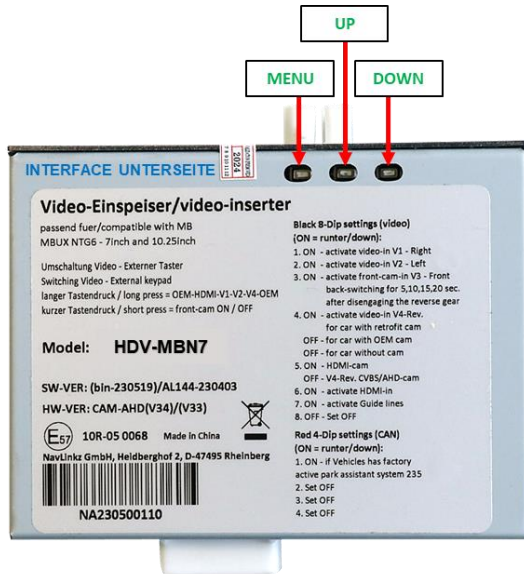 UP
MENU
DOWN
INTERFACE UNTERSEITE
2024
Video-Einspeiser/video-inserter
passend fuer/compatible with MB
MBUX NTG6 - 7inch and 10.25inch
Umschaltung Video - Externer Taster
Switching Video - External keypad
langer Tastendruck / long press = OEM-HDMI-V1-V2-V4-OEM
kurzer Tastendruck / short press = front-cam ON / OFF
Model: HDV-MBN7
SW-VER: (bin-230519)/AL144-230403
HW-VER: CAM-AHD(V34)/(V33)
E57 10R-05 0068 Made in China
NavLinkz GmbH, Heidberghof 2, D-47495 Rheinberg
NA230500110
Black 8-Dip settings (video)
(ON = runter/down):
1. ON - activate video-in V1 - Right
2. ON - activate video-in V2 - Left
3. ON - activate front-cam-in V3 - Front
back-switching for 5,10,15,20 sec.
after disengaging the reverse gear
4. ON - activate video-in V4-Rev.
for car with retrofit cam
OFF - for car with OEM cam
OFF - for car without cam
5. ON - HDMI-cam
OFF - V4-Rev. CVBS/AHD-cam
6. ON - activate HDMI-in
7. ON - activate Guide lines
8. OFF - Set OFF
Red 4-Dip settings (CAN)
(ON = runter/down):
1. ON - if Vehicles has factory
active park assistant system 235
2. Set OFF
3. Set OFF
4. Set OFF